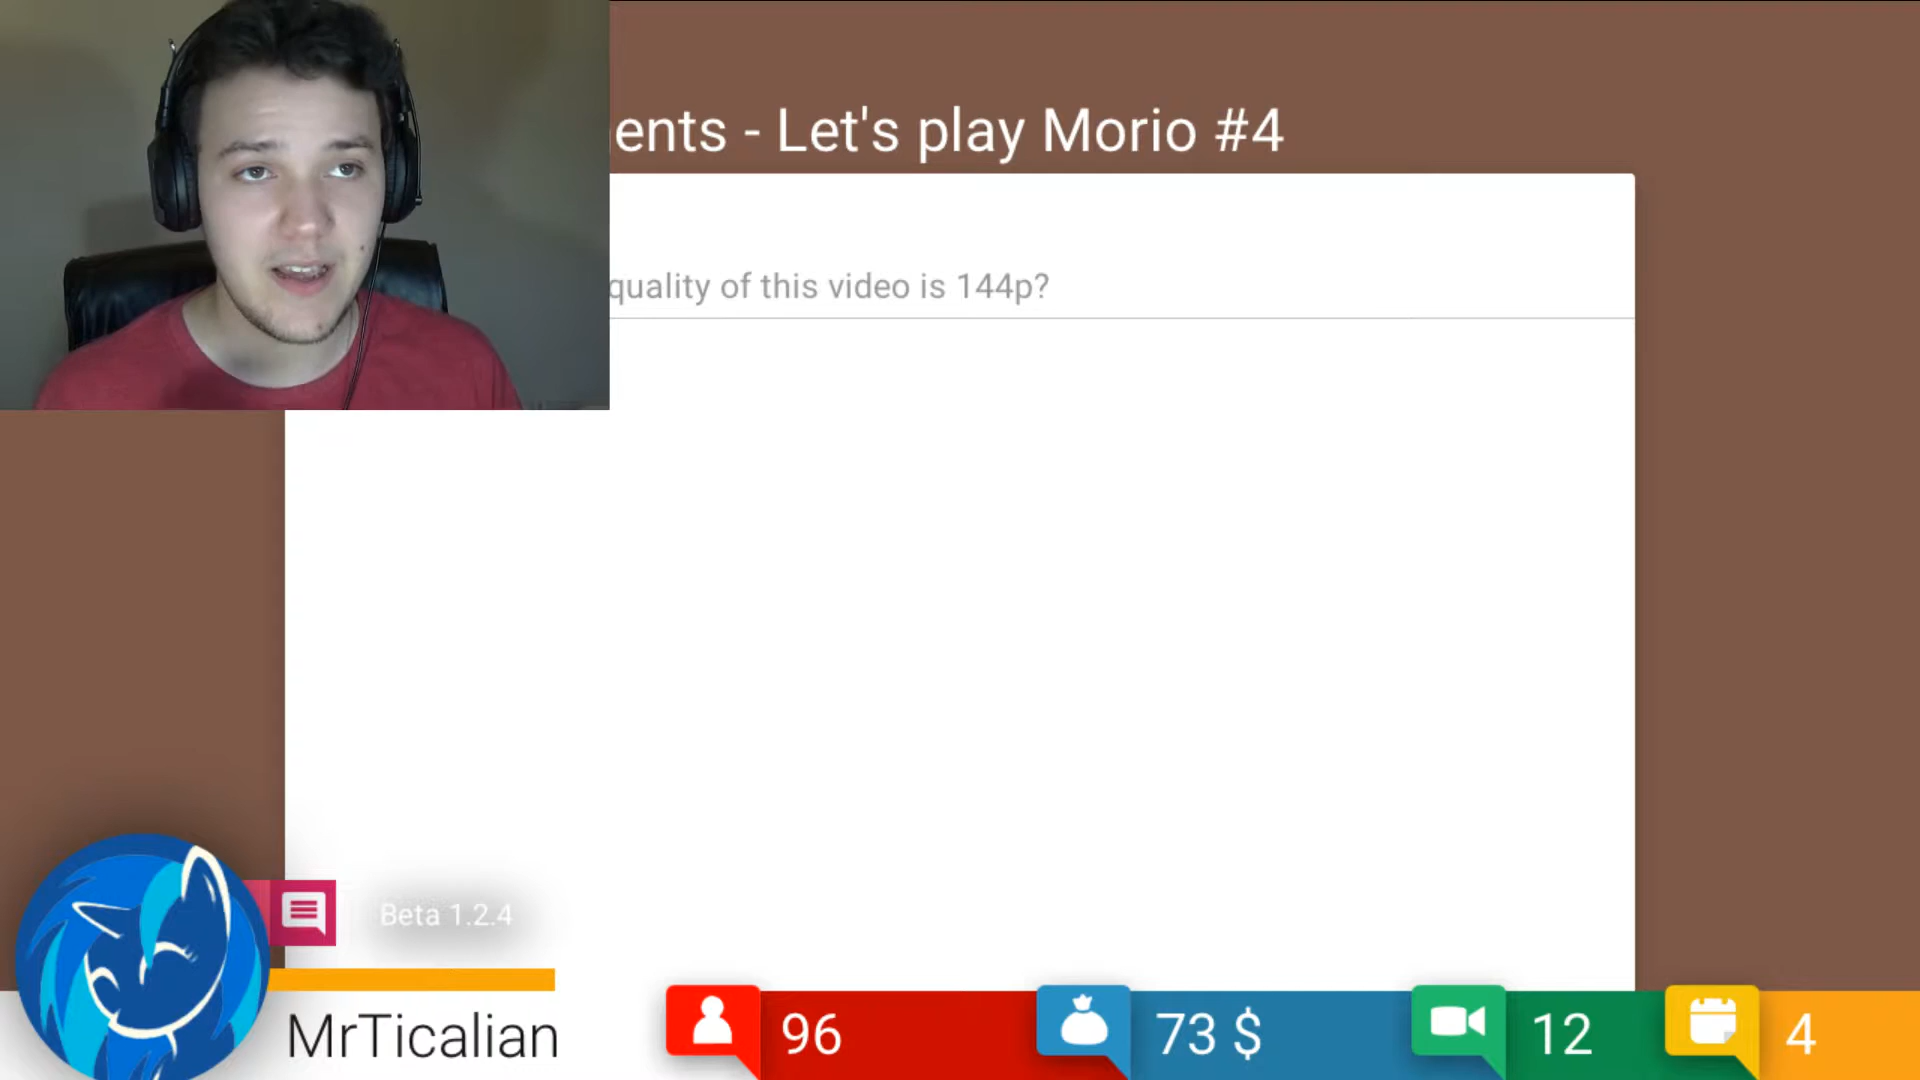 ents - Let's play Morio #4
quality of this video is 144p?
Beta 1.2.4
MrTicalian
96
73 $
12
4